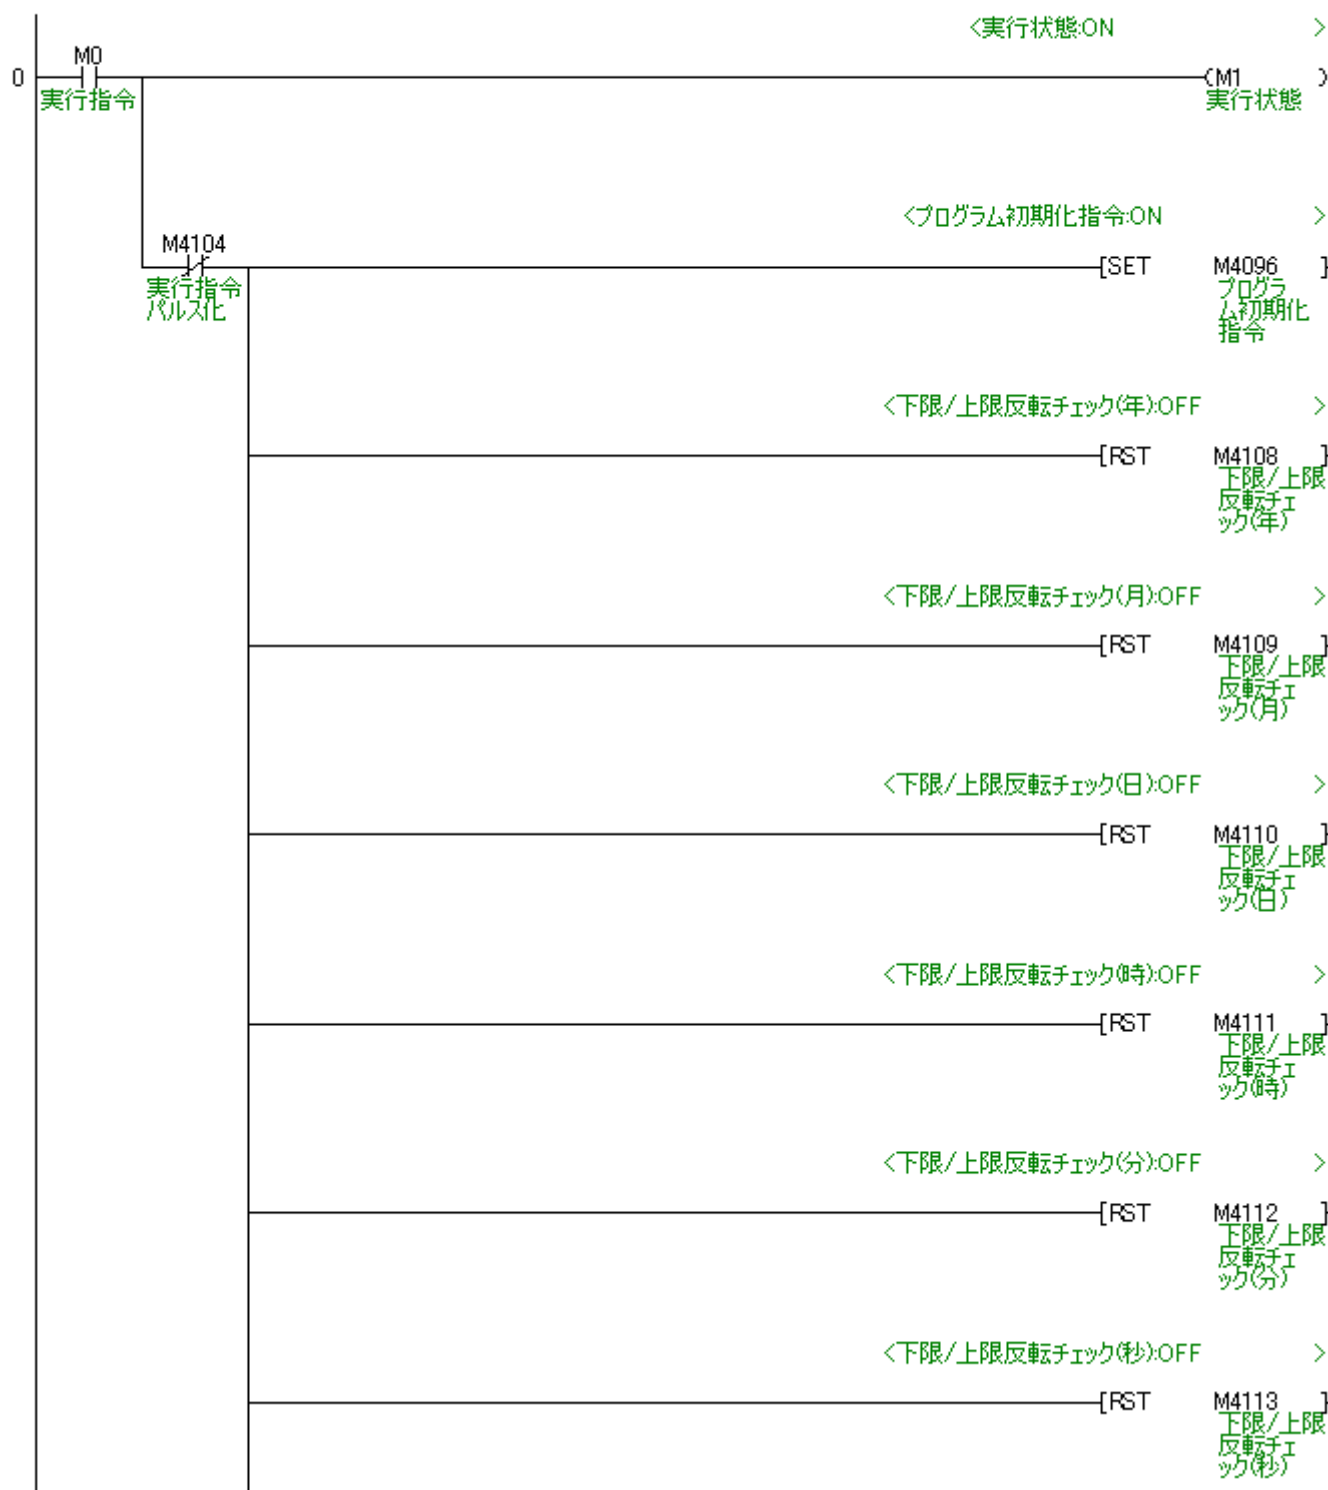 <実行状態:ON >
M0
0 (M1 )
実行指令 実行状態
<プログラム初期化指令:ON >
M4104
[SET M4096 ]
実行指令
パルス化
プログラ
ム初期化
指令
<下限/上限反転チェック(年):OFF >
[RST M4108 ]
下限/上限
反転チェ
ック(年)
<下限/上限反転チェック(月):OFF >
[RST M4109 ]
下限/上限
反転チェ
ック(月)
<下限/上限反転チェック(日):OFF >
[RST M4110 ]
下限/上限
反転チェ
ック(日)
<下限/上限反転チェック(時):OFF >
[RST M4111 ]
下限/上限
反転チェ
ック(時)
<下限/上限反転チェック(分):OFF >
[RST M4112 ]
下限/上限
反転チェ
ック(分)
<下限/上限反転チェック(秒):OFF >
[RST M4113 ]
下限/上限
反転チェ
ック(秒)